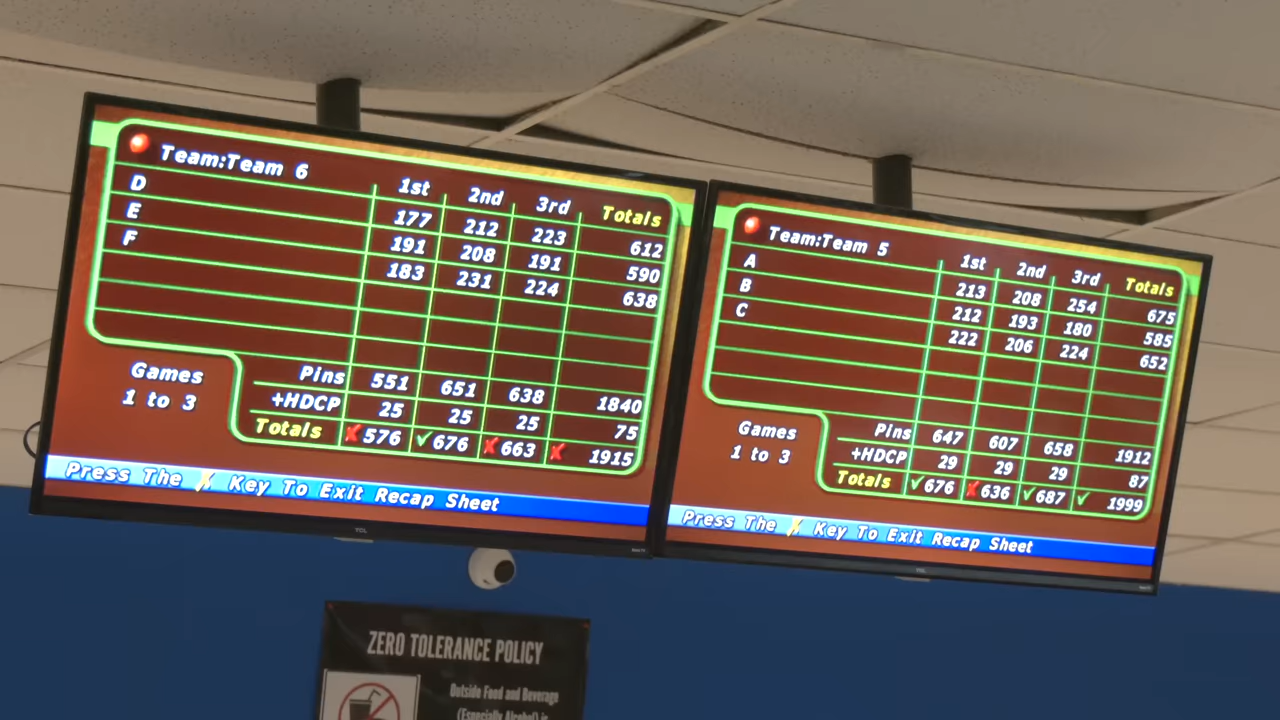 Team:Team 6 1st 2nd 3rd Totals
D 177 212 223 612
E 191 208 191 590
F 183 231 224 638
Games
1 to 3
Pins 551 651 638 1840
+HDCP 25 25 25 75
Totals ✘576 ✓676 ✘663 ✘ 1915
Press The X Key To Exit Recap Sheet
TCL
Team:Team 5 1st 2nd 3rd Totals
A 213 208 254 675
B 212 193 180 585
C 222 206 224 652
Games
1 to 3
Pins 647 607 658 1912
+HDCP 29 29 29 87
Totals ✓676 ✘636 ✓687 ✓ 1999
Press The X Key To Exit Recap Sheet
TCL
ZERO TOLERANCE POLICY
Outside Food and Beverage
(Especially Alcohol) is